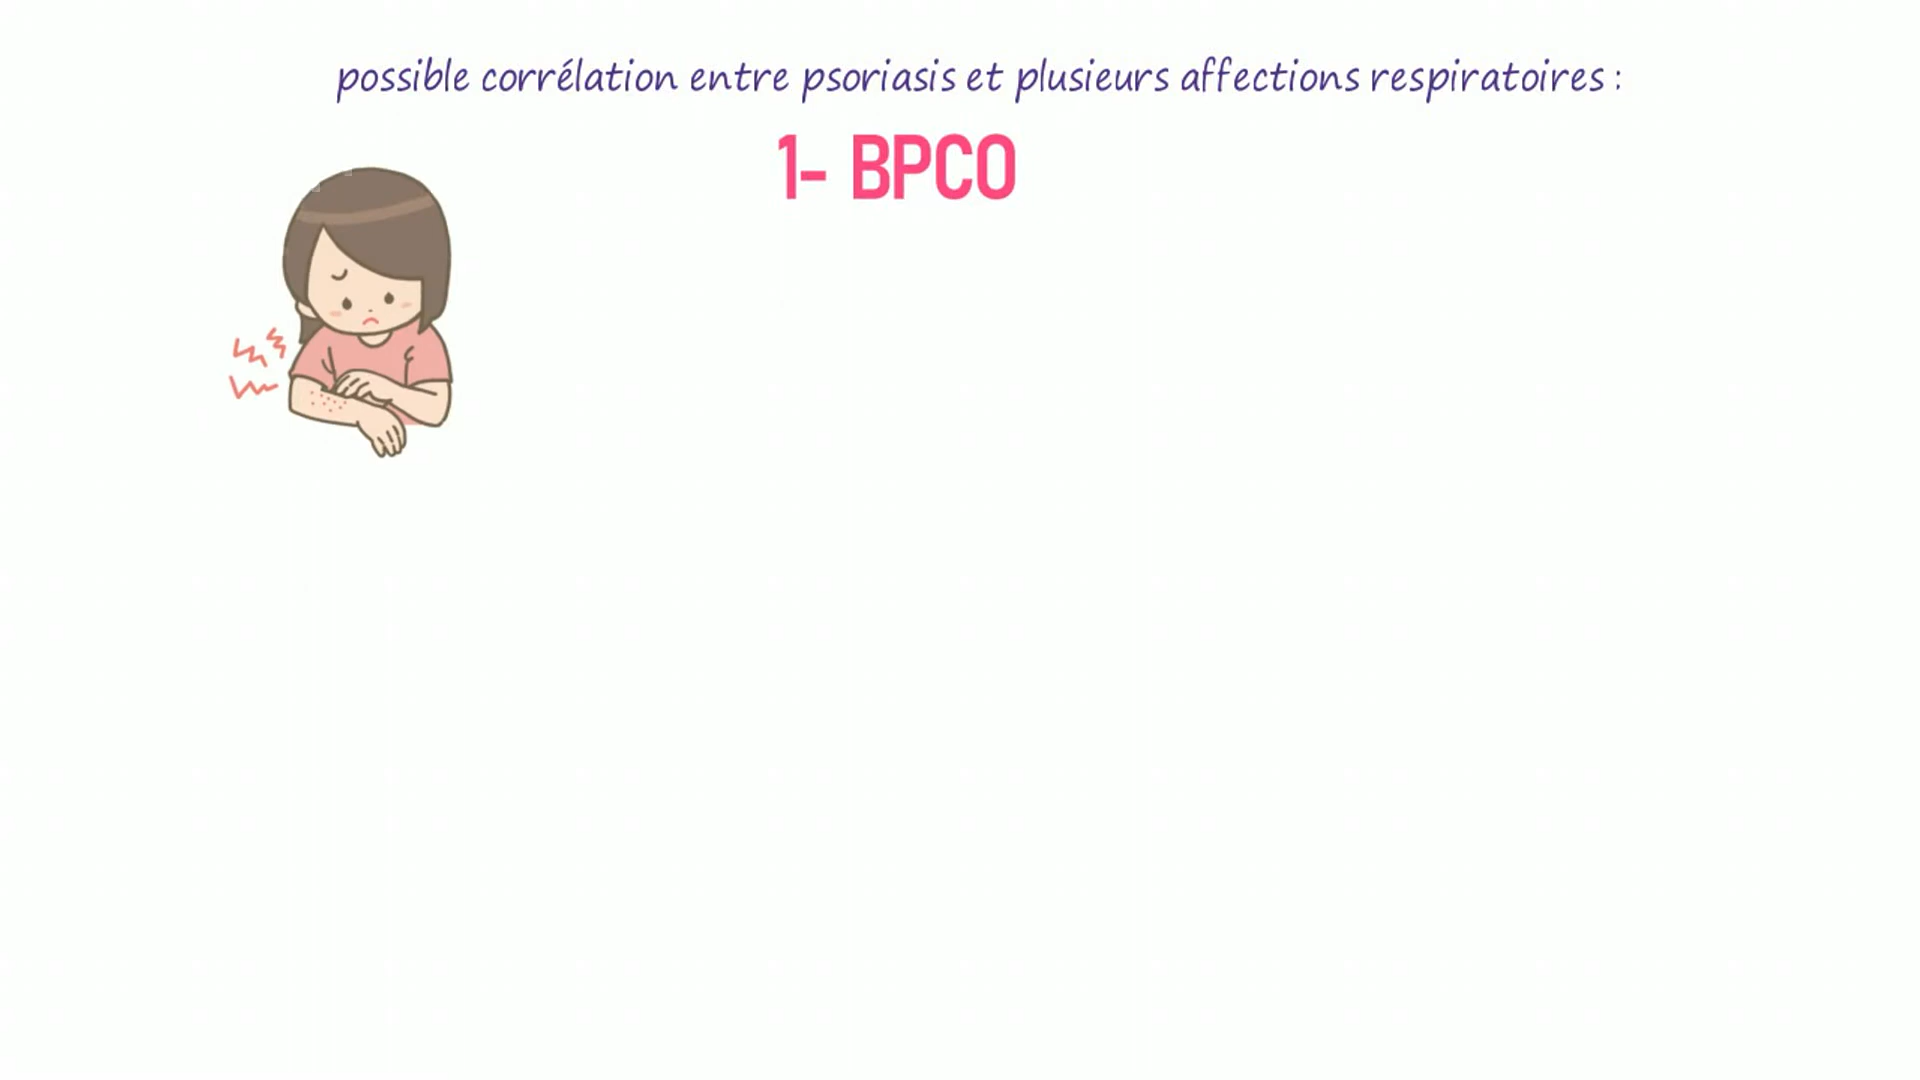 possible corrélation entre psoriasis et plusieurs affections respiratoires :
1- BPCO